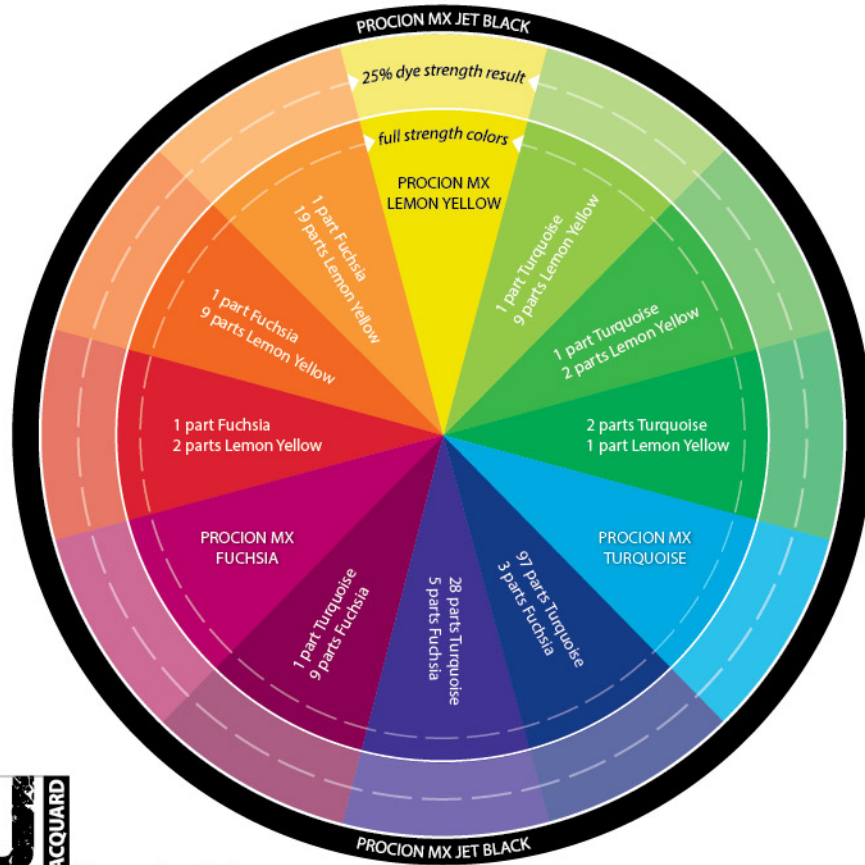 PROCION MX JET BLACK
25% dye strength result
full strength colors
PROCION MX
LEMON YELLOW
1 part Turquoise
9 parts Lemon Yellow
1 part Turquoise
2 parts Lemon Yellow
2 parts Turquoise
1 part Lemon Yellow
PROCION MX
TURQUOISE
97 parts Turquoise
3 parts Fuchsia
28 parts Turquoise
5 parts Fuchsia
1 part Turquoise
9 parts Fuchsia
PROCION MX
FUCHSIA
1 part Fuchsia
2 parts Lemon Yellow
1 part Fuchsia
9 parts Lemon Yellow
1 part Fuchsia
19 parts Lemon Yellow
PROCION MX JET BLACK
ACQUARD